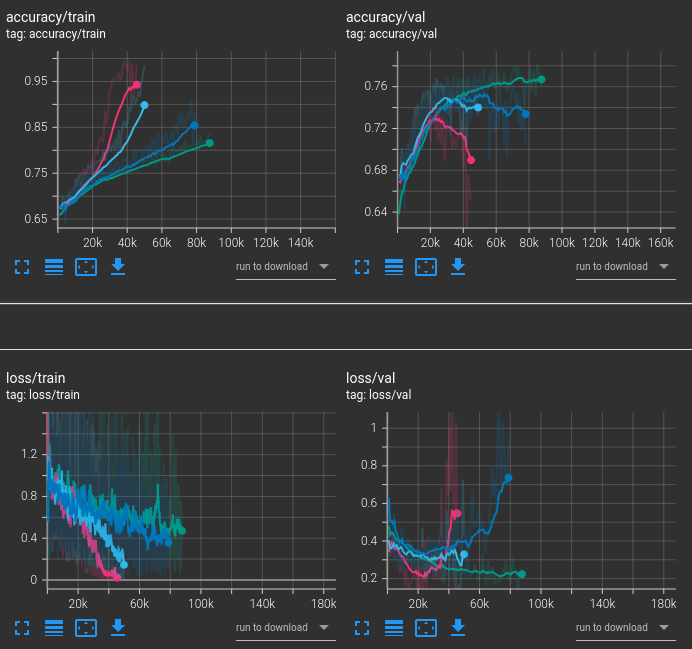 accuracy/train
tag: accuracy/train
0.95
0.85
0.75
0.65
20k 40k 60k 80k 100k 120k 140k
run to download
accuracy/val
tag: accuracy/val
0.76
0.72
0.68
0.64
20k 40k 60k 80k 100k 120k 140k 160k
run to download
loss/train
tag: loss/train
1.2
0.8
0.4
0
20k 60k 100k 140k 180k
run to download
loss/val
tag: loss/val
1
0.8
0.6
0.4
0.2
20k 60k 100k 140k 180k
run to download